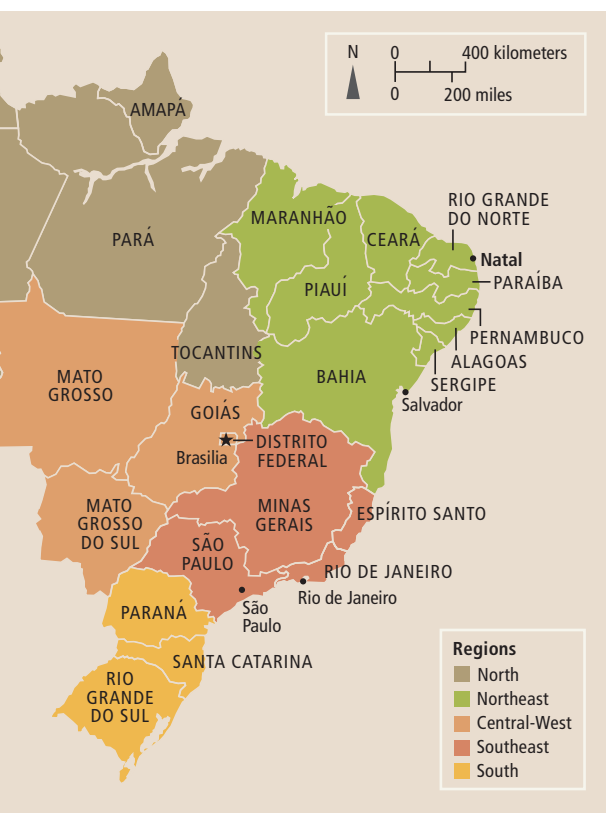 N
0
400 kilometers
0
200 miles
AMAPÁ
RIO GRANDE
DO NORTE
MARANHÃO
CEARÁ
PARÁ
Natal
PARAÍBA
PIAUÍ
PERNAMBUCO
TOCANTINS
ALAGOAS
BAHIA
SERGIPE
MATO
GROSSO
Salvador
GOIÁS
DISTRITO
FEDERAL
Brasilia
MATO
GROSSO
DO SUL
MINAS
GERAIS
ESPÍRITO SANTO
SÃO
PAULO
RIO DE JANEIRO
Rio de Janeiro
São
Paulo
PARANÁ
SANTA CATARINA
RIO
GRANDE
DO SUL
Regions
North
Northeast
Central-West
Southeast
South